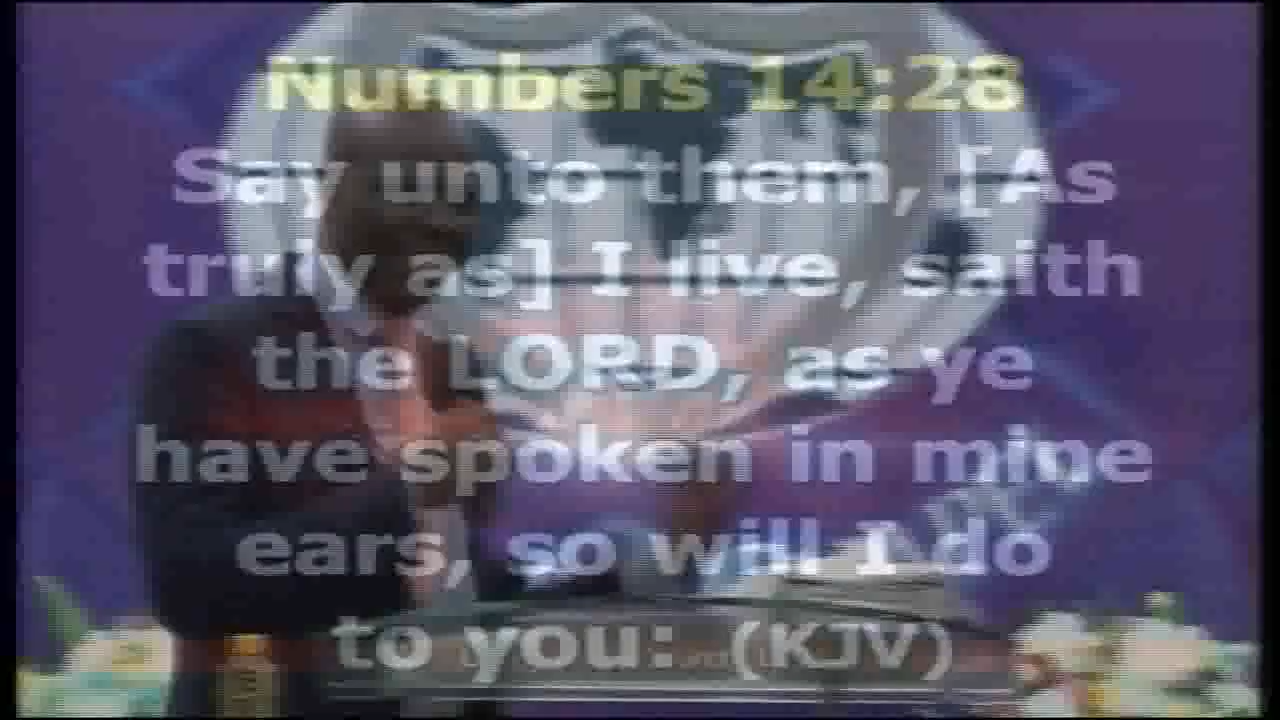 Numbers 14:28
Say unto them, [As
truly as] I live, saith
the LORD, as ye
have spoken in mine
ears, so will I do
to you: (KJV)